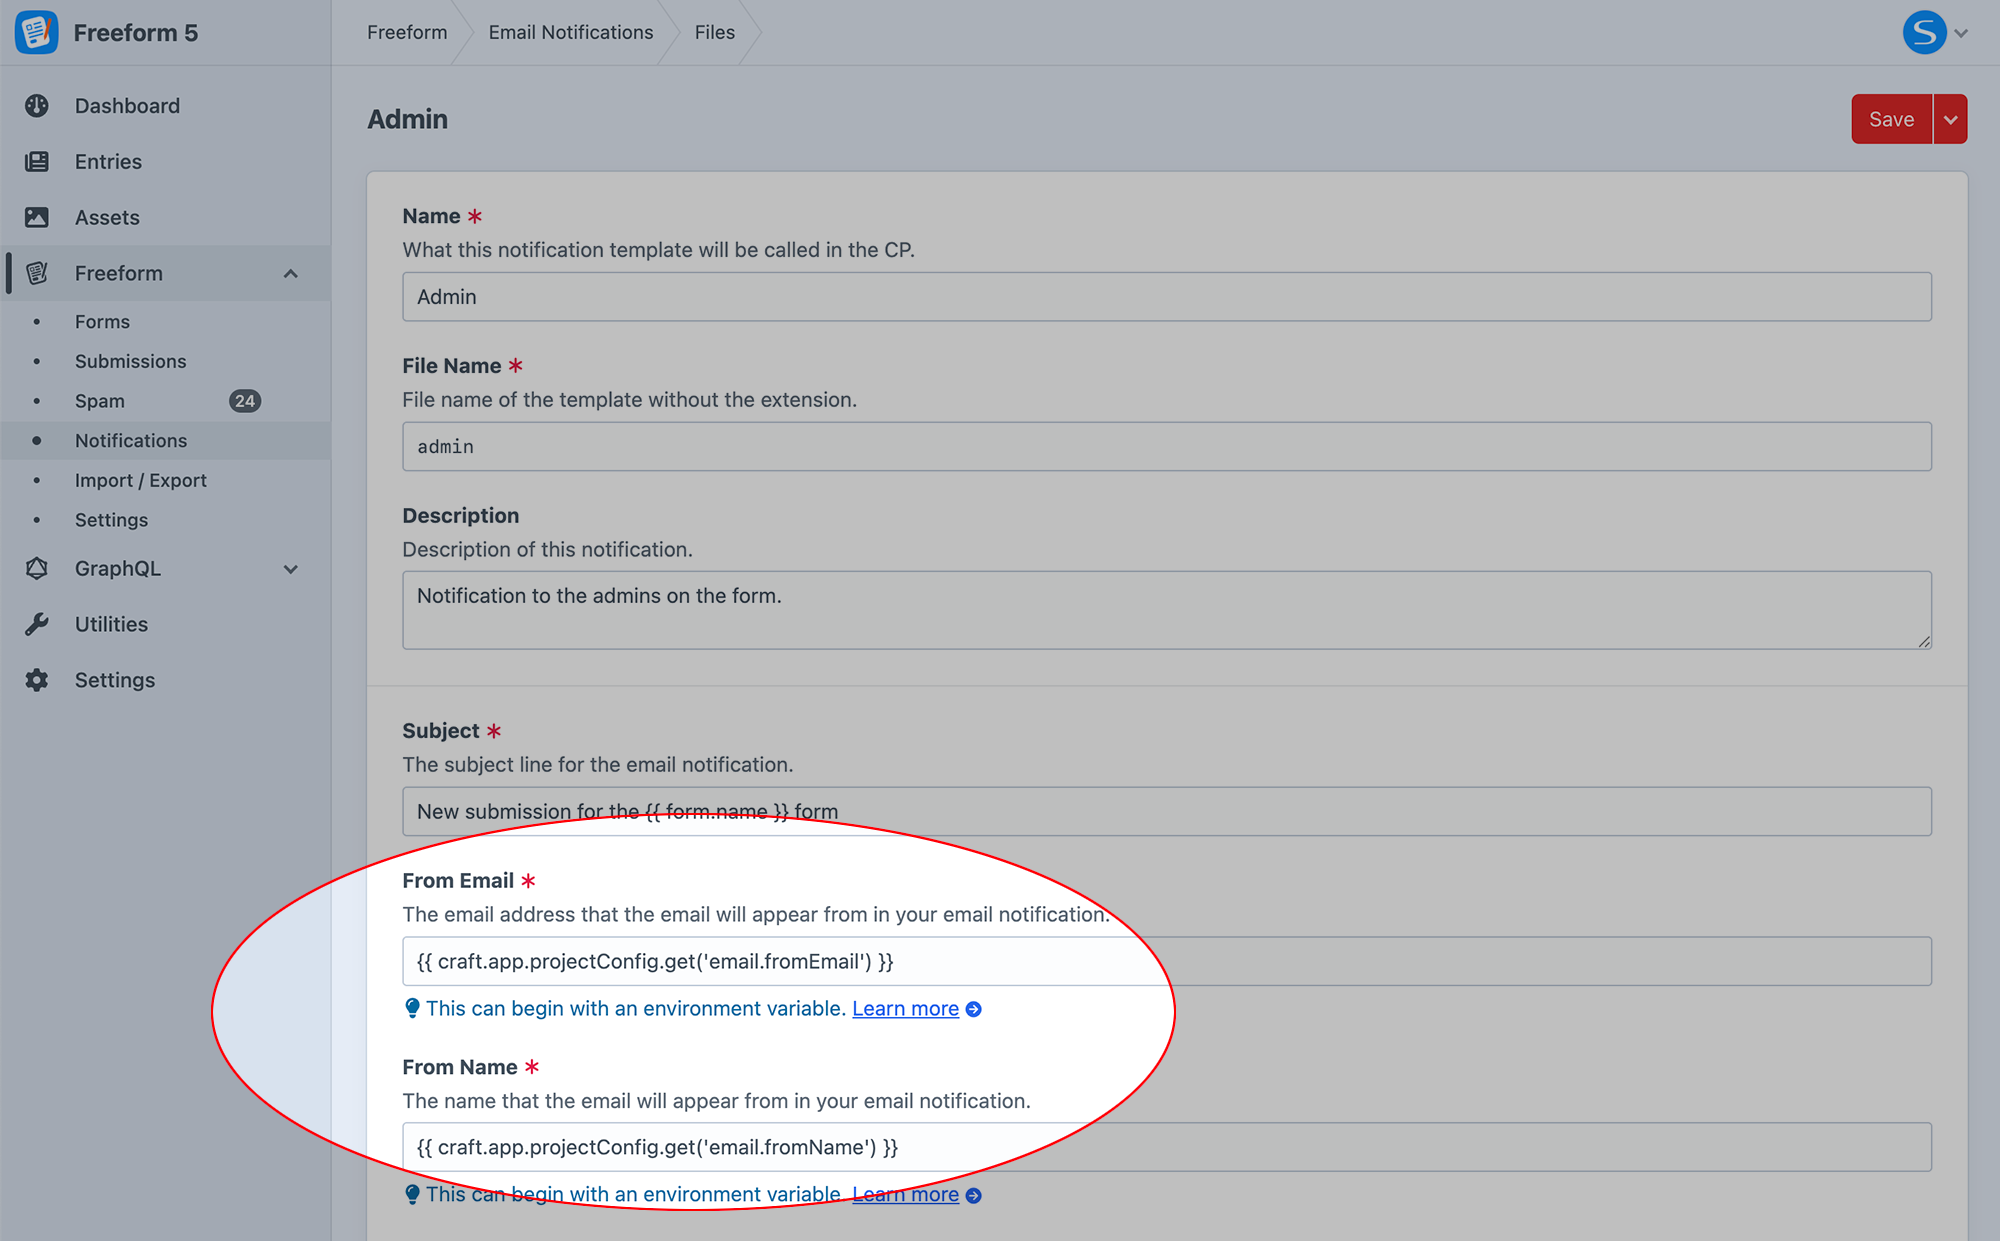 Freeform 5
Freeform
Email Notifications
Files
S
Dashboard
Entries
Assets
Freeform
Forms
Submissions
Spam
24
Notifications
Import / Export
Settings
GraphQL
Utilities
Settings
Admin
Save
Name *
What this notification template will be called in the CP.
Admin
File Name *
File name of the template without the extension.
admin
Description
Description of this notification.
Notification to the admins on the form.
Subject *
The subject line for the email notification.
New submission for the {{ form.name }} form
From Email *
The email address that the email will appear from in your email notification.
{{ craft.app.projectConfig.get('email.fromEmail') }}
This can begin with an environment variable. Learn more
From Name *
The name that the email will appear from in your email notification.
{{ craft.app.projectConfig.get('email.fromName') }}
This can begin with an environment variable. Learn more